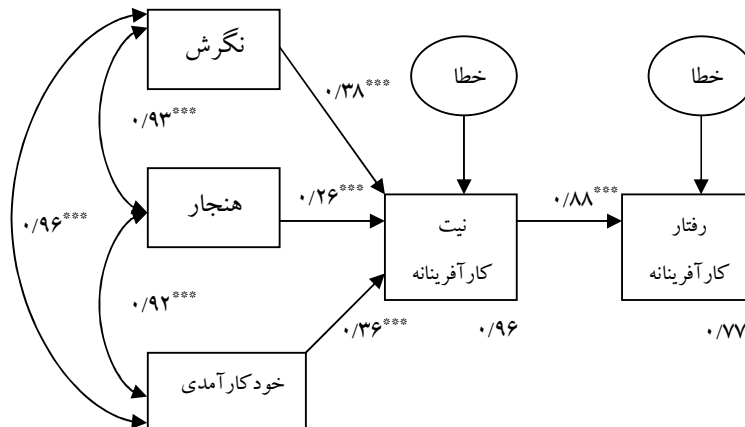 نگرش
خطا
خطا
۰/۳۸***
۰/۹۳***
هنجار
۰/۲۶***
۰/۸۸***
۰/۹۶***
نیت
کارآفرینانه
رفتار
کارآفرینانه
۰/۹۲***
۰/۳۶***
۰/۹۶
۰/۷۷
خودکارآمدی